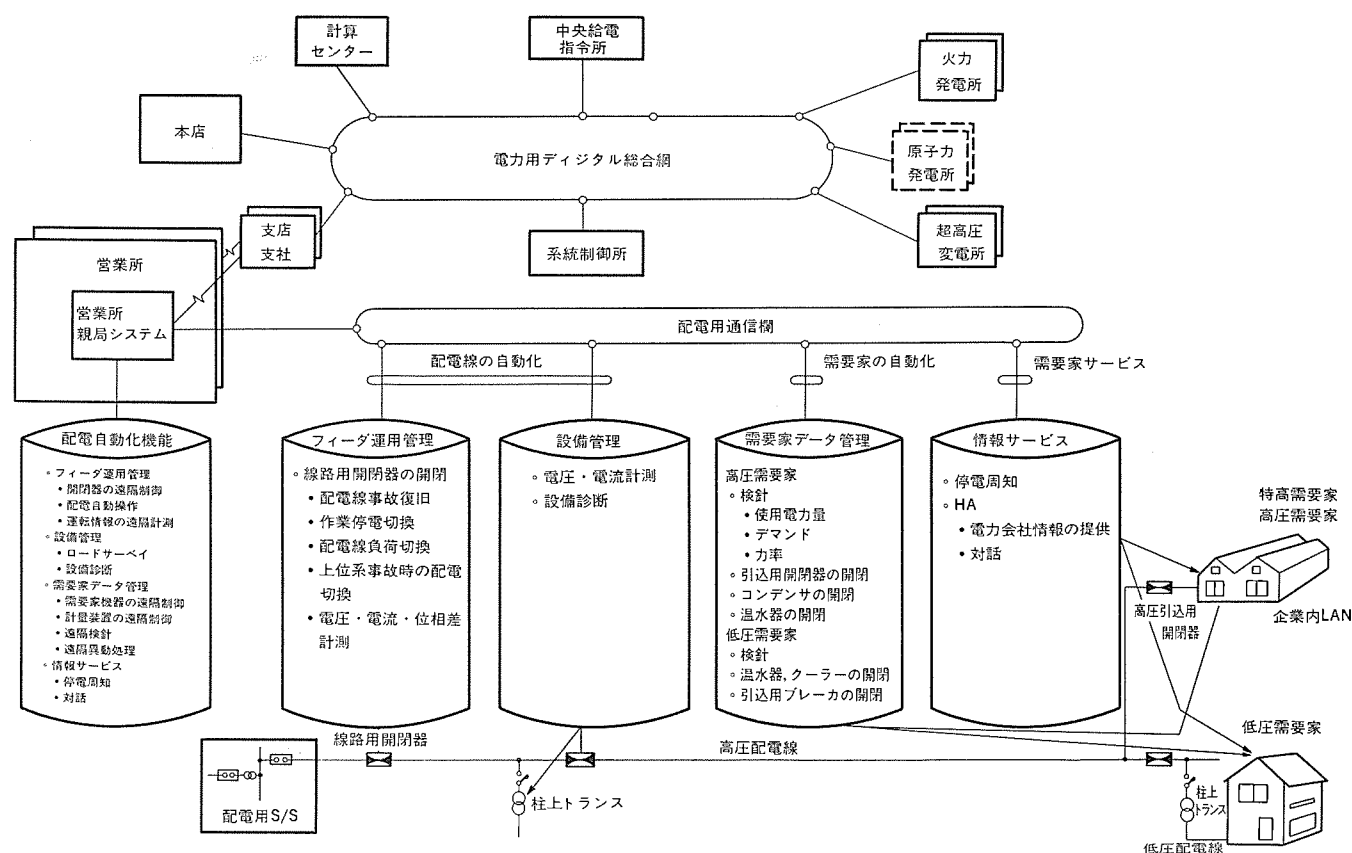 計算
センター
中央給電
指令所
火力
発電所
本店
電力用ディジタル総合網
原子力
発電所
支店
支社
系統制御所
超高圧
変電所
営業所
営業所
親局システム
配電用通信欄
配電線の自動化
需要家の自動化
需要家サービス
配電自動化機能
◦フィーダ運用管理
•開閉器の遠隔制御
•配電自動操作
•運転情報の遠隔計測
◦設備管理
•ロードサーベイ
•設備診断
◦需要家データ管理
•需要家機器の遠隔制御
•計量装置の遠隔制御
•遠隔検針
•遠隔異動処理
◦情報サービス
•停電周知
•対話
フィーダ運用管理
◦線路用開閉器の開閉
•配電線事故復旧
•作業停電切換
•配電線負荷切換
•上位系事故時の配電
切換
•電圧・電流・位相差
計測
設備管理
◦電圧・電流計測
◦設備診断
需要家データ管理
高圧需要家
◦検針
•使用電力量
•デマンド
•力率
◦引込用開閉器の開閉
◦コンデンサの開閉
◦温水器の開閉
低圧需要家
◦検針
◦温水器,クーラーの開閉
◦引込用ブレーカの開閉
情報サービス
◦停電周知
◦HA
•電力会社情報の提供
•対話
特高需要家
高圧需要家
高圧引込用
開閉器
企業内LAN
低圧需要家
線路用開閉器
高圧配電線
配電用S/S
柱上トランス
柱上
トランス
低圧配電線